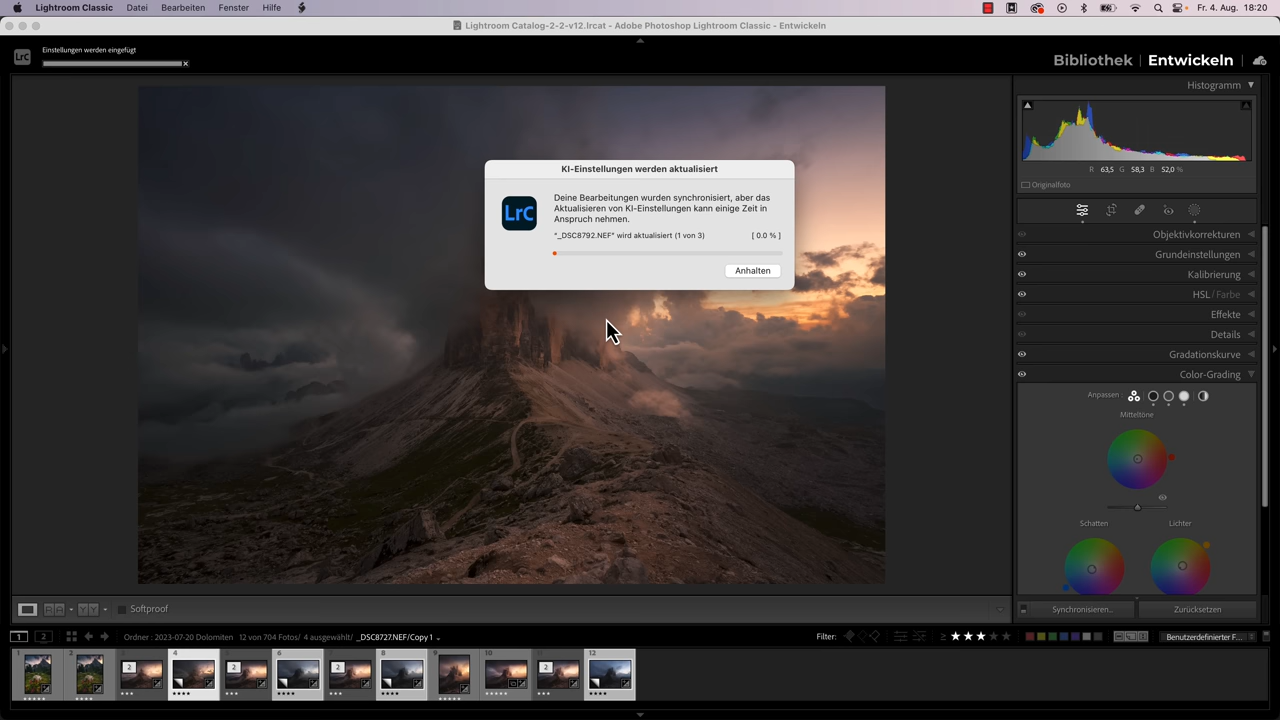 Lightroom Classic Datei Bearbeiten Fenster Hilfe Fr. 4. Aug. 18:20
Lightroom Catalog-2-2-v12.lrcat - Adobe Photoshop Lightroom Classic - Entwickeln
LrC Einstellungen werden eingefügt
Bibliothek | Entwickeln
Histogramm
R 63,5 G 58,3 B 52,0 %
Originalfoto
KI-Einstellungen werden aktualisiert
LrC
Deine Bearbeitungen wurden synchronisiert, aber das
Aktualisieren von KI-Einstellungen kann einige Zeit in
Anspruch nehmen.
"_DSC8792.NEF" wird aktualisiert (1 von 3) [ 0.0 % ]
Anhalten
Objektivkorrekturen
Grundeinstellungen
Kalibrierung
HSL / Farbe
Effekte
Details
Gradationskurve
Color-Grading
Anpassen :
Mitteltöne
Schatten Lichter
Softproof
Synchronisieren... Zurücksetzen
1 2 Ordner : 2023-07-20 Dolomiten 12 von 704 Fotos/ 4 ausgewählt/ _DSC8727.NEF/Copy 1 Filter: ≥ ★★★★★ Benutzerdefinierter F...
1 2 3 4 5 6 7 8 9 10 11 12
2 2 2 2